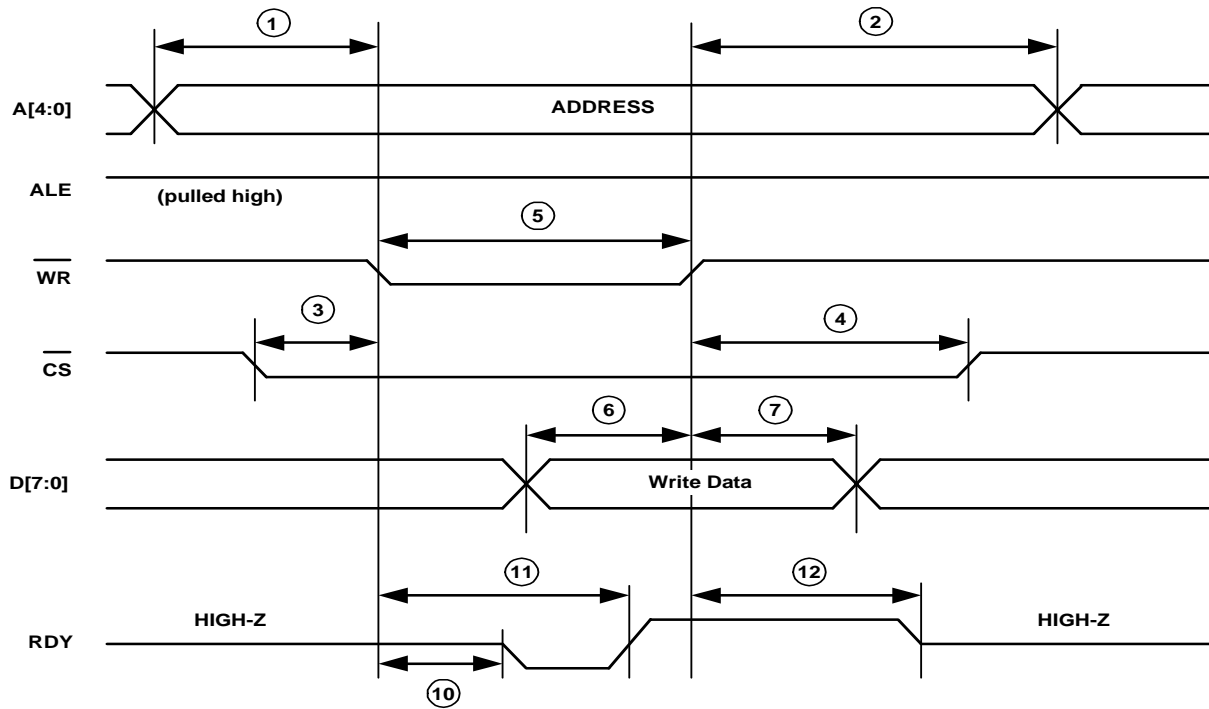 1
2
A[4:0]
ADDRESS
ALE
(pulled high)
5
WR
3
4
CS
6
7
D[7:0]
Write Data
11
12
HIGH-Z
HIGH-Z
RDY
10